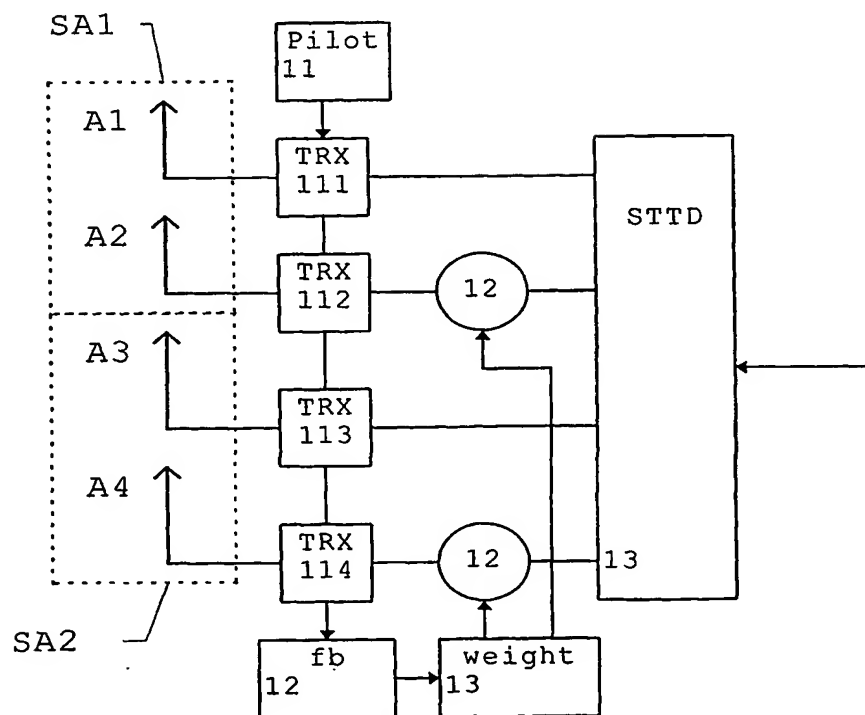 SA1
Pilot
11
A1
TRX
111
STTD
A2
TRX
112
12
A3
TRX
113
A4
TRX
114
12
13
SA2
fb
12
weight
13